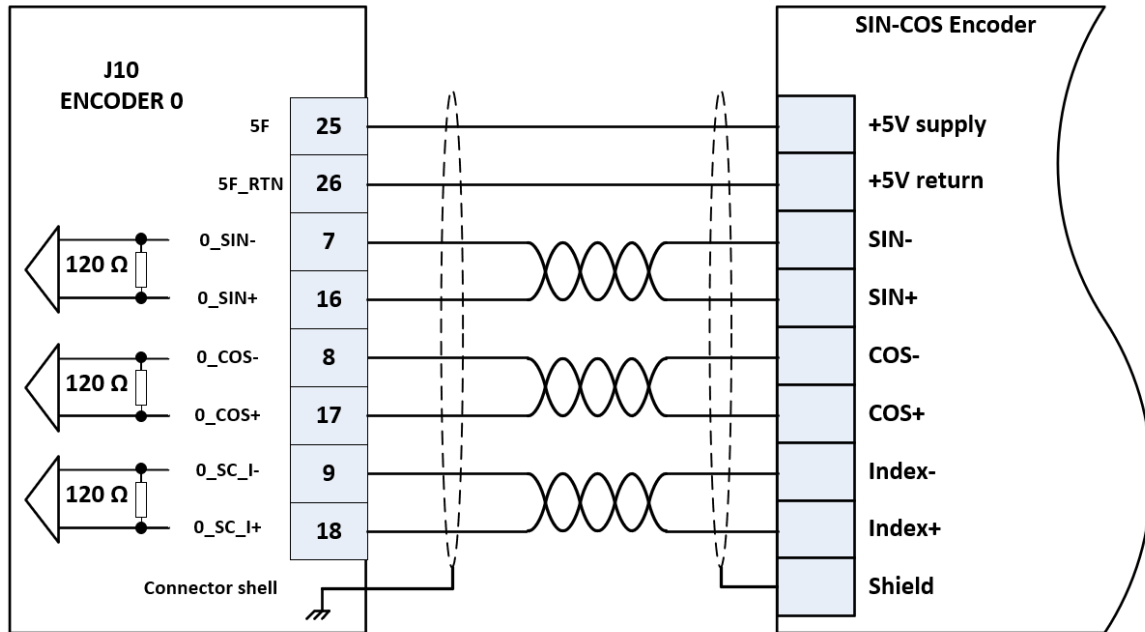 SIN-COS Encoder
J10
ENCODER 0
5F 25 +5V supply
5F_RTN 26 +5V return
0_SIN- 7 SIN-
120 Ω
0_SIN+ 16 SIN+
0_COS- 8 COS-
120 Ω
0_COS+ 17 COS+
0_SC_I- 9 Index-
120 Ω
0_SC_I+ 18 Index+
Connector shell Shield